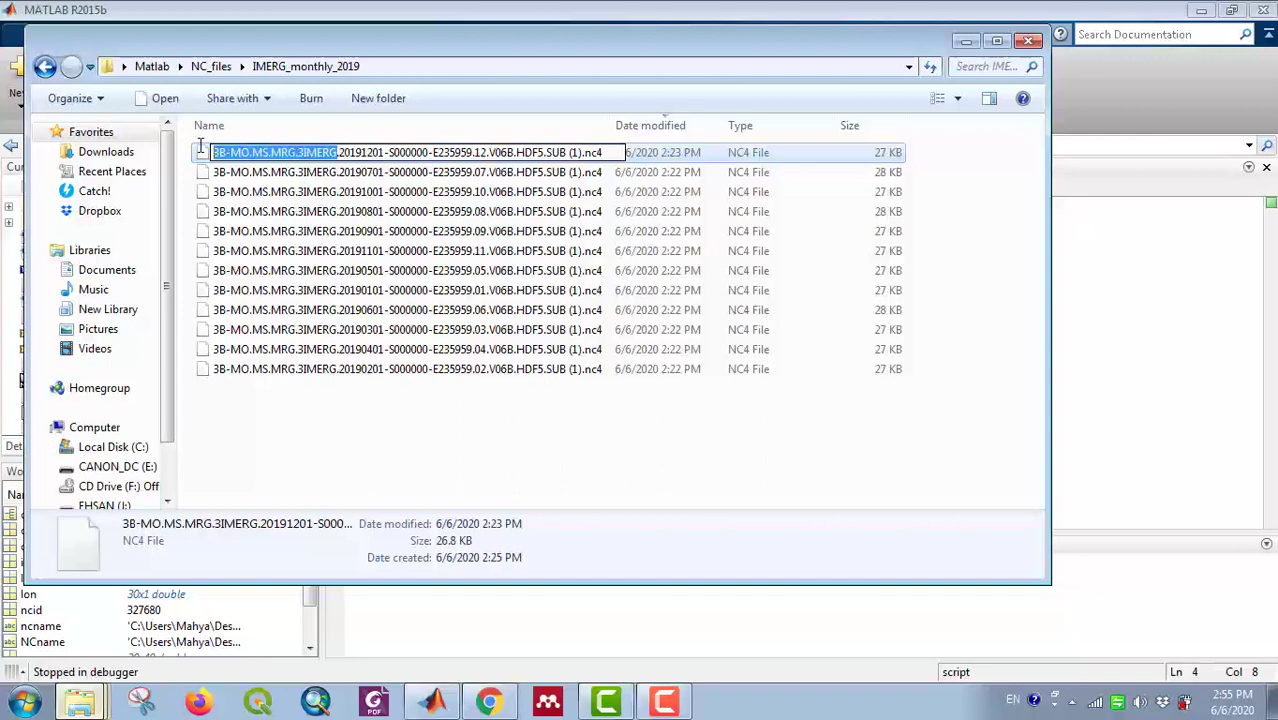 MATLAB R2015b
Search Documentation
Matlab NC_files IMERG_monthly_2019
Search IME...
Organize Open Share with Burn New folder
Name Date modified Type Size
Favorites
Downloads
Recent Places
Catch!
Dropbox
Libraries
Documents
Music
New Library
Pictures
Videos
Homegroup
Computer
Local Disk (C:)
CANON_DC (E:)
CD Drive (F:) Off
EHSAN (I:)
3B-MO.MS.MRG.3IMERG.20191201-S000000-E235959.12.V06B.HDF5.SUB (1).nc4 6/2020 2:23 PM NC4 File 27 KB
3B-MO.MS.MRG.3IMERG.20190701-S000000-E235959.07.V06B.HDF5.SUB (1).nc4 6/6/2020 2:22 PM NC4 File 28 KB
3B-MO.MS.MRG.3IMERG.20191001-S000000-E235959.10.V06B.HDF5.SUB (1).nc4 6/6/2020 2:22 PM NC4 File 27 KB
3B-MO.MS.MRG.3IMERG.20190801-S000000-E235959.08.V06B.HDF5.SUB (1).nc4 6/6/2020 2:22 PM NC4 File 28 KB
3B-MO.MS.MRG.3IMERG.20190901-S000000-E235959.09.V06B.HDF5.SUB (1).nc4 6/6/2020 2:22 PM NC4 File 27 KB
3B-MO.MS.MRG.3IMERG.20191101-S000000-E235959.11.V06B.HDF5.SUB (1).nc4 6/6/2020 2:22 PM NC4 File 27 KB
3B-MO.MS.MRG.3IMERG.20190501-S000000-E235959.05.V06B.HDF5.SUB (1).nc4 6/6/2020 2:22 PM NC4 File 27 KB
3B-MO.MS.MRG.3IMERG.20190101-S000000-E235959.01.V06B.HDF5.SUB (1).nc4 6/6/2020 2:22 PM NC4 File 27 KB
3B-MO.MS.MRG.3IMERG.20190601-S000000-E235959.06.V06B.HDF5.SUB (1).nc4 6/6/2020 2:22 PM NC4 File 28 KB
3B-MO.MS.MRG.3IMERG.20190301-S000000-E235959.03.V06B.HDF5.SUB (1).nc4 6/6/2020 2:22 PM NC4 File 27 KB
3B-MO.MS.MRG.3IMERG.20190401-S000000-E235959.04.V06B.HDF5.SUB (1).nc4 6/6/2020 2:22 PM NC4 File 27 KB
3B-MO.MS.MRG.3IMERG.20190201-S000000-E235959.02.V06B.HDF5.SUB (1).nc4 6/6/2020 2:22 PM NC4 File 27 KB
3B-MO.MS.MRG.3IMERG.20191201-S000... Date modified: 6/6/2020 2:23 PM
NC4 File Size: 26.8 KB
Date created: 6/6/2020 2:25 PM
lon 30x1 double
ncid 327680
ncname 'C:\Users\Mahya\Des...
NCname 'C:\Users\Mahya\Des...
Stopped in debugger script Ln 4 Col 8
PDF
EN
2:55 PM
6/6/2020